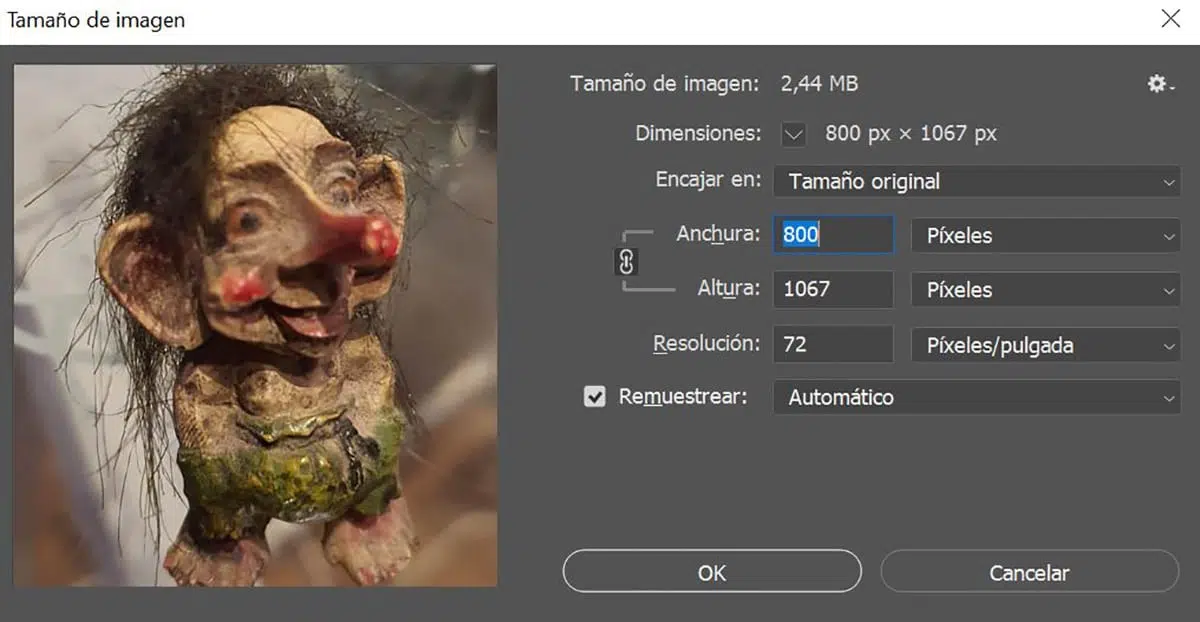 Tamaño de imagen
Tamaño de imagen: 2,44 MB
Dimensiones: 800 px × 1067 px
Encajar en: Tamaño original
Anchura: 800 Píxeles
Altura: 1067 Píxeles
Resolución: 72 Píxeles/pulgada
Remuestrear: Automático
OK Cancelar